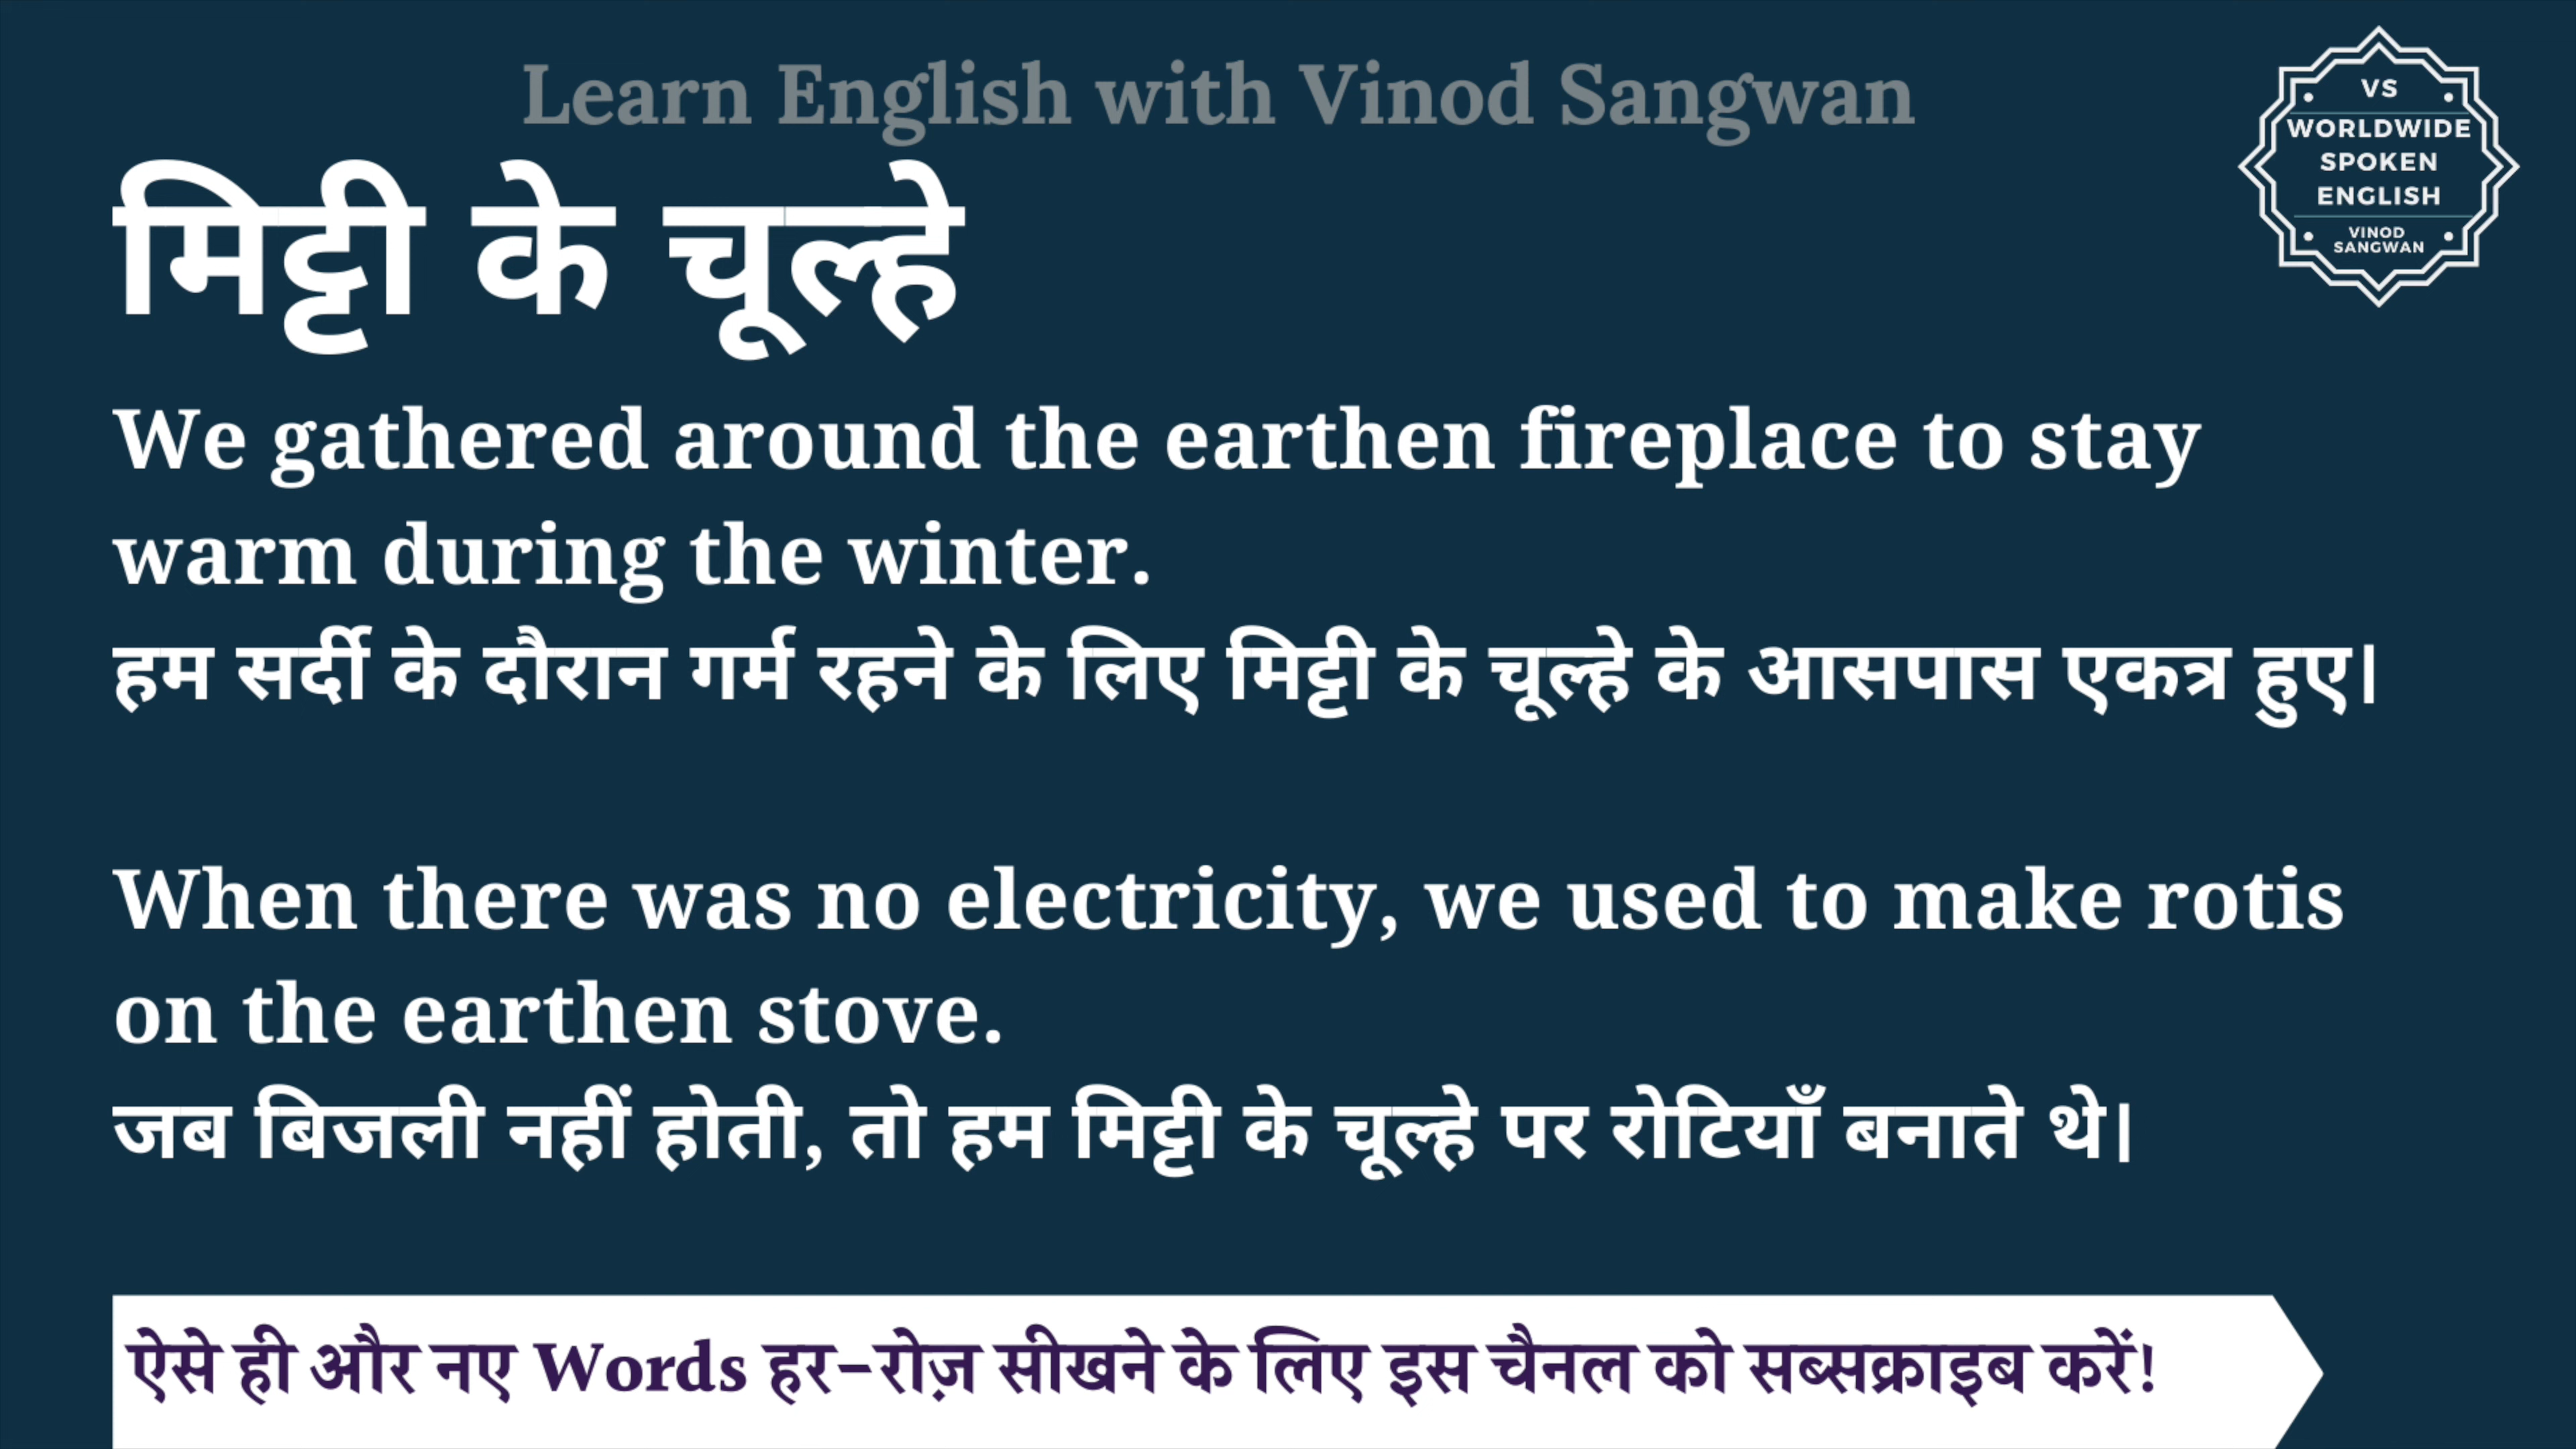 Learn English with Vinod Sangwan
VS
WORLDWIDE
SPOKEN
ENGLISH
VINOD
SANGWAN
मिट्टी के चूल्हे
We gathered around the earthen fireplace to stay
warm during the winter.
हम सर्दी के दौरान गर्म रहने के लिए मिट्टी के चूल्हे के आसपास एकत्र हुए।
When there was no electricity, we used to make rotis
on the earthen stove.
जब बिजली नहीं होती, तो हम मिट्टी के चूल्हे पर रोटियाँ बनाते थे।
ऐसे ही और नए Words हर-रोज़ सीखने के लिए इस चैनल को सब्सक्राइब करें!